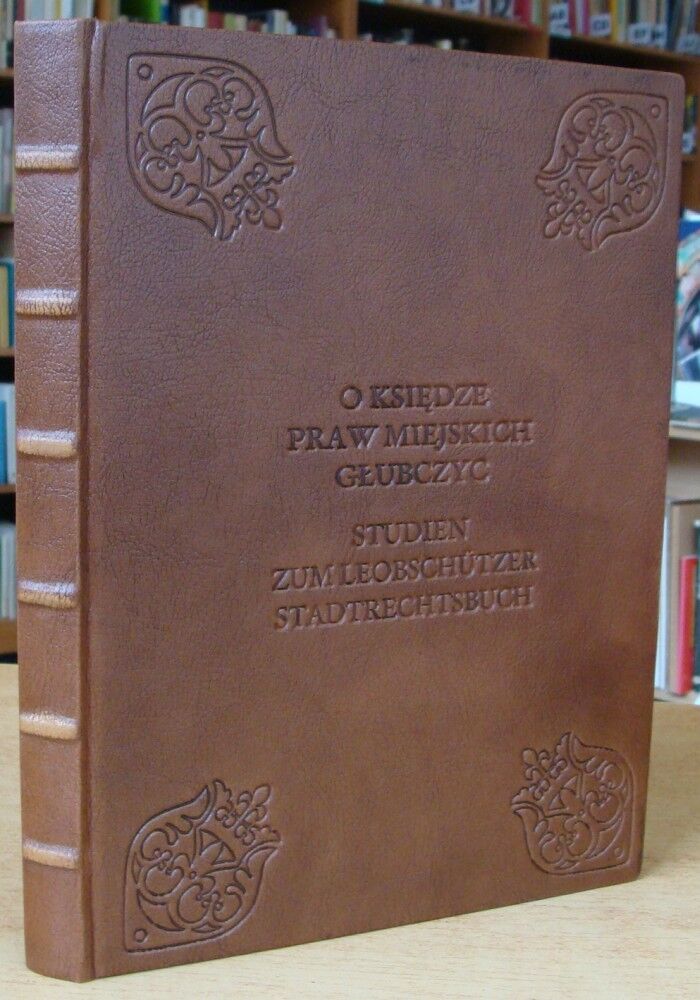 O KSIĘDZE
PRAW MIEJSKICH
GŁUBCZYC
STUDIEN
ZUM LEOBSCHÜTZER
STADTRECHTSBUCH